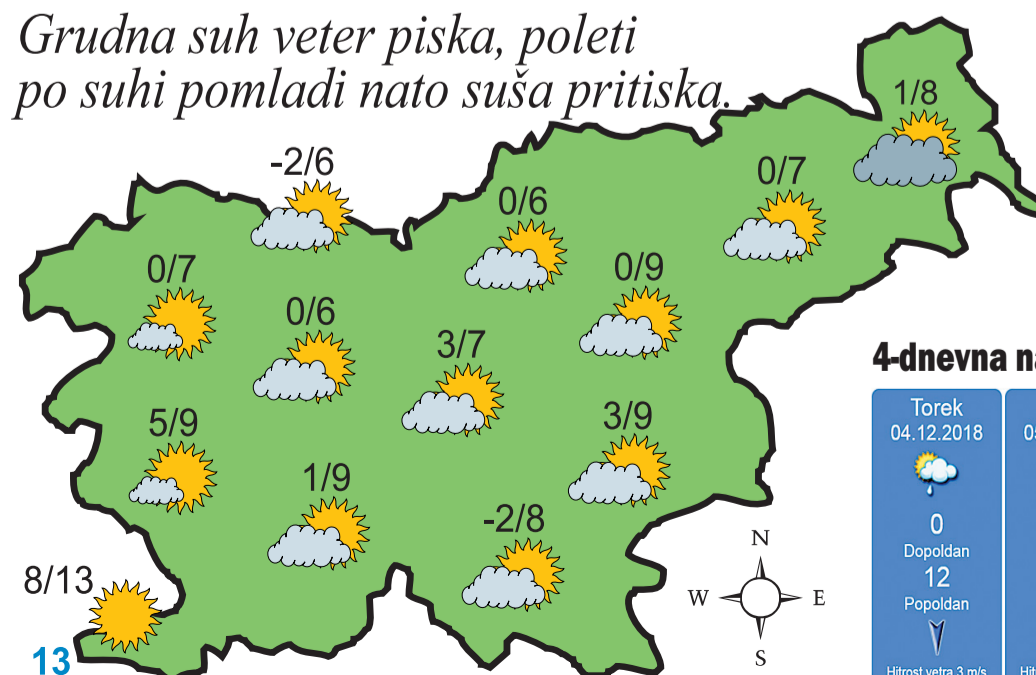 Grudna suh veter piska, poleti
po suhi pomladi nato suša pritiska.
1/8
-2/6
0/7
0/6
0/7
0/9
0/6
3/7
5/9
3/9
1/9
-2/8
8/13
13
N
W E
S
4-dnevna
Torek
04.12.2018
0
Dopoldan
12
Popoldan
Hitrost vetra 3 m/s